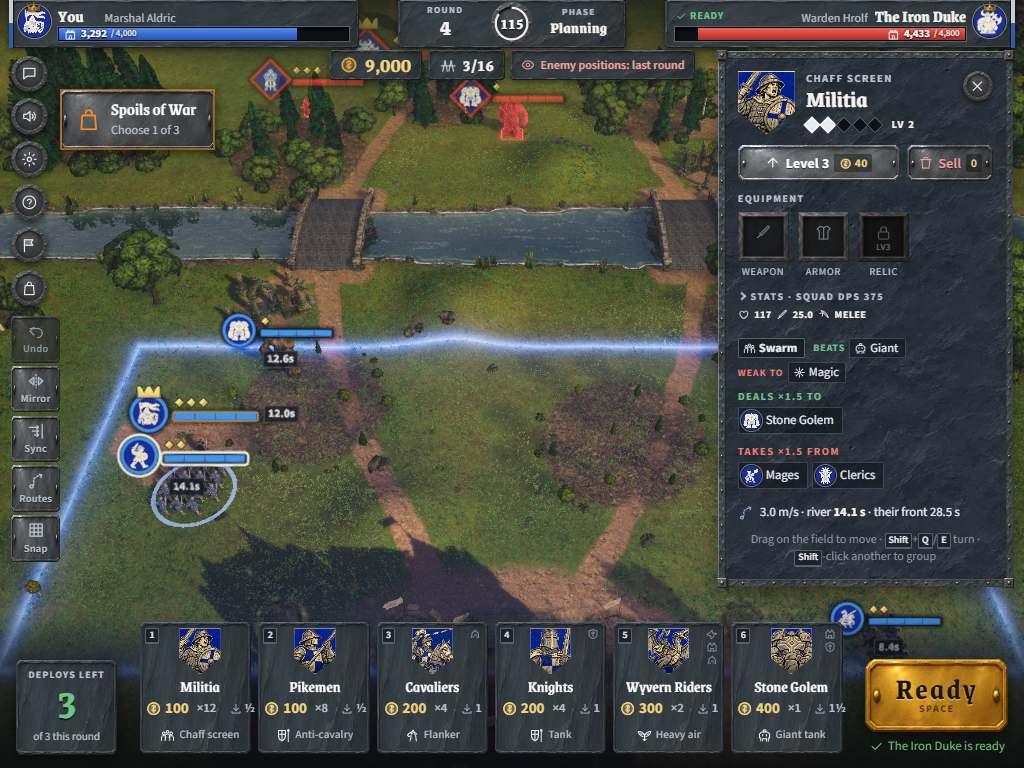 You Marshal Aldric
3,292 / 4,000
ROUND
4
115
PHASE
Planning
READY
Warden Hrolf The Iron Duke
4,433 / 4,800
9,000
3/16
Enemy positions: last round
Spoils of War
Choose 1 of 3
Undo
Mirror
Sync
Routes
Snap
12.6s
12.0s
14.1s
8.4s
CHAFF SCREEN
Militia
LV 2
Level 3 40
Sell 0
EQUIPMENT
LV3
WEAPON ARMOR RELIC
STATS · SQUAD DPS 375
117 25.0 MELEE
Swarm BEATS Giant
WEAK TO Magic
DEALS ×1.5 TO
Stone Golem
TAKES ×1.5 FROM
Mages Clerics
3.0 m/s · river 14.1 s · their front 28.5 s
Drag on the field to move · Shift + Q / E turn ·
Shift -click another to group
DEPLOYS LEFT
3
of 3 this round
1
Militia
100 ×12 ½
Chaff screen
2
Pikemen
100 ×8 ½
Anti-cavalry
3
Cavaliers
200 ×4 1
Flanker
4
Knights
200 ×4 1
Tank
5
Wyvern Riders
300 ×2 1
Heavy air
6
Stone Golem
400 ×1 1½
Giant tank
Ready
SPACE
The Iron Duke is ready